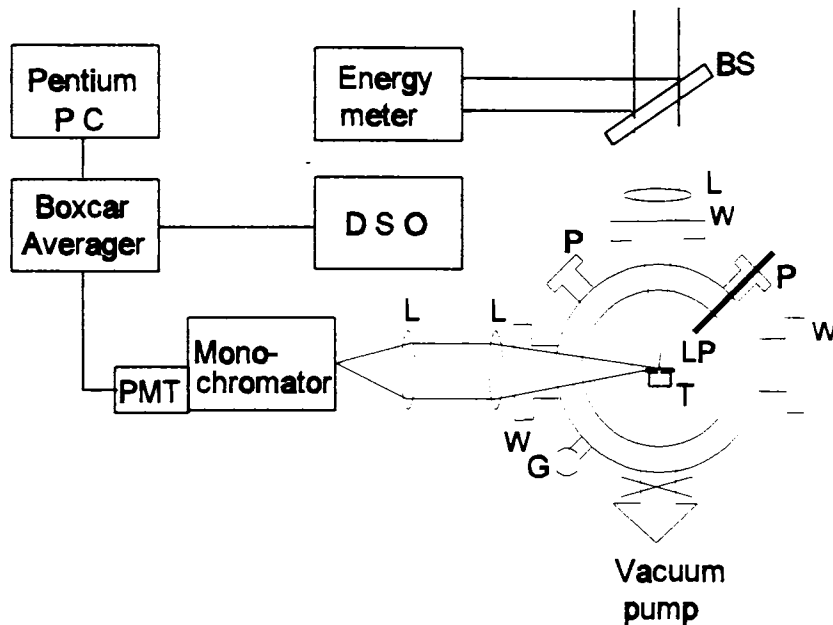 Pentium
P C
Energy
meter
BS
Boxcar
Averager
D S O
L
W
P
P
L
L
W
Mono-
chromator
LP
PMT
T
W
G
Vacuum
pump